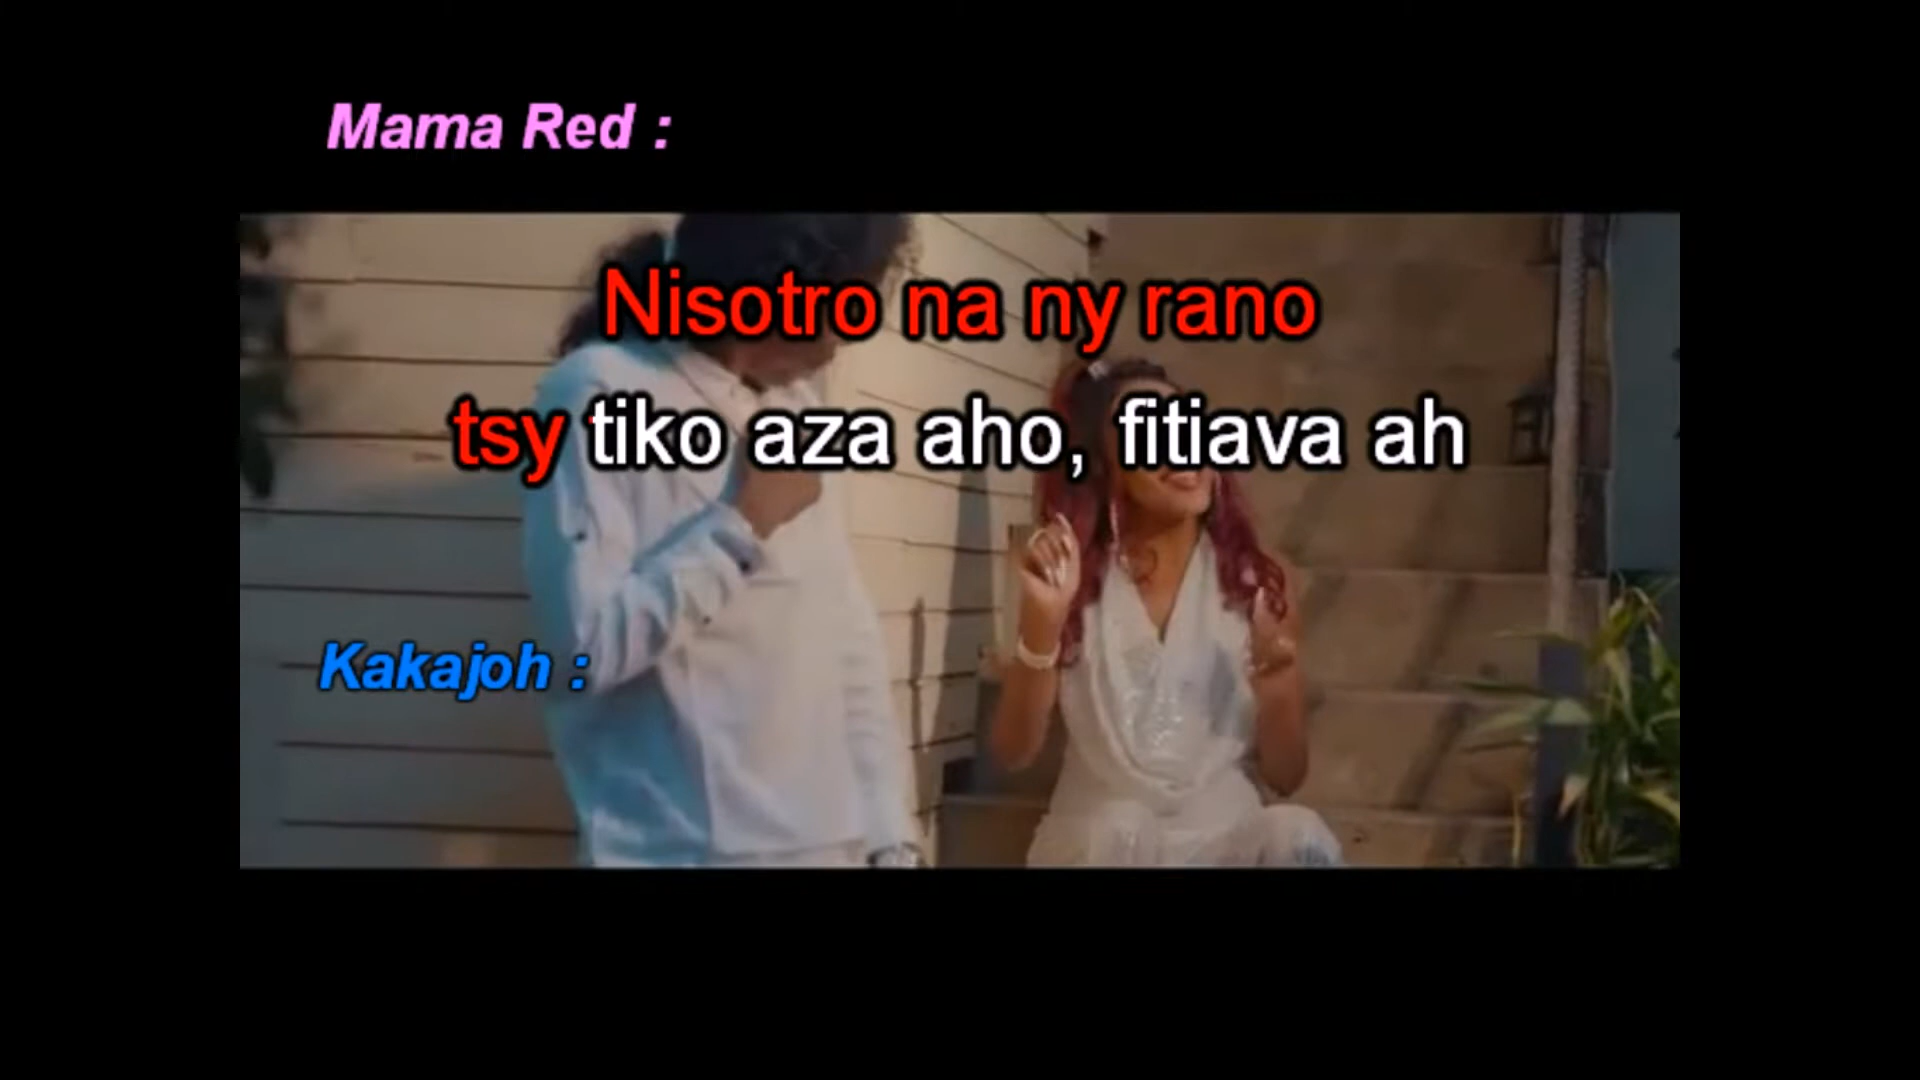 Mama Red :
Nisotro na ny rano
tsy tiko aza aho, fitiava ah
Kakajoh :